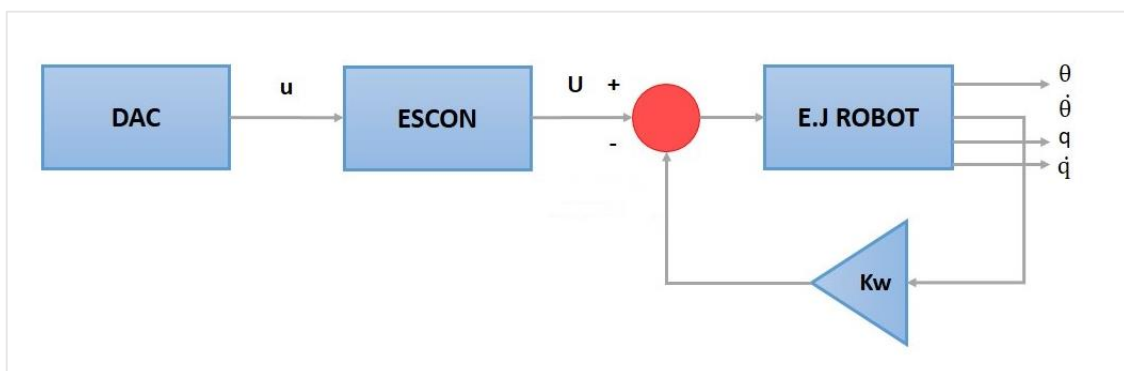 DAC
u
ESCON
U +
-
E.J ROBOT
θ
θ̇
q
q̇
Kw